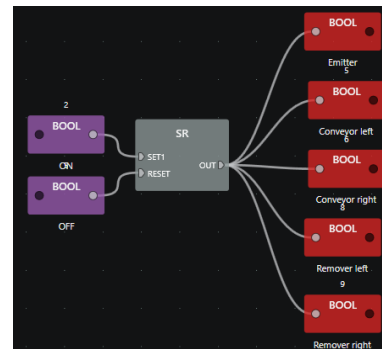 BOOL
Emitter
5
BOOL
Conveyor left
6
BOOL
Conveyor right
8
BOOL
Remover left
9
BOOL
Remover right
2
BOOL
ON
BOOL
OFF
SR
SET1
OUT
RESET